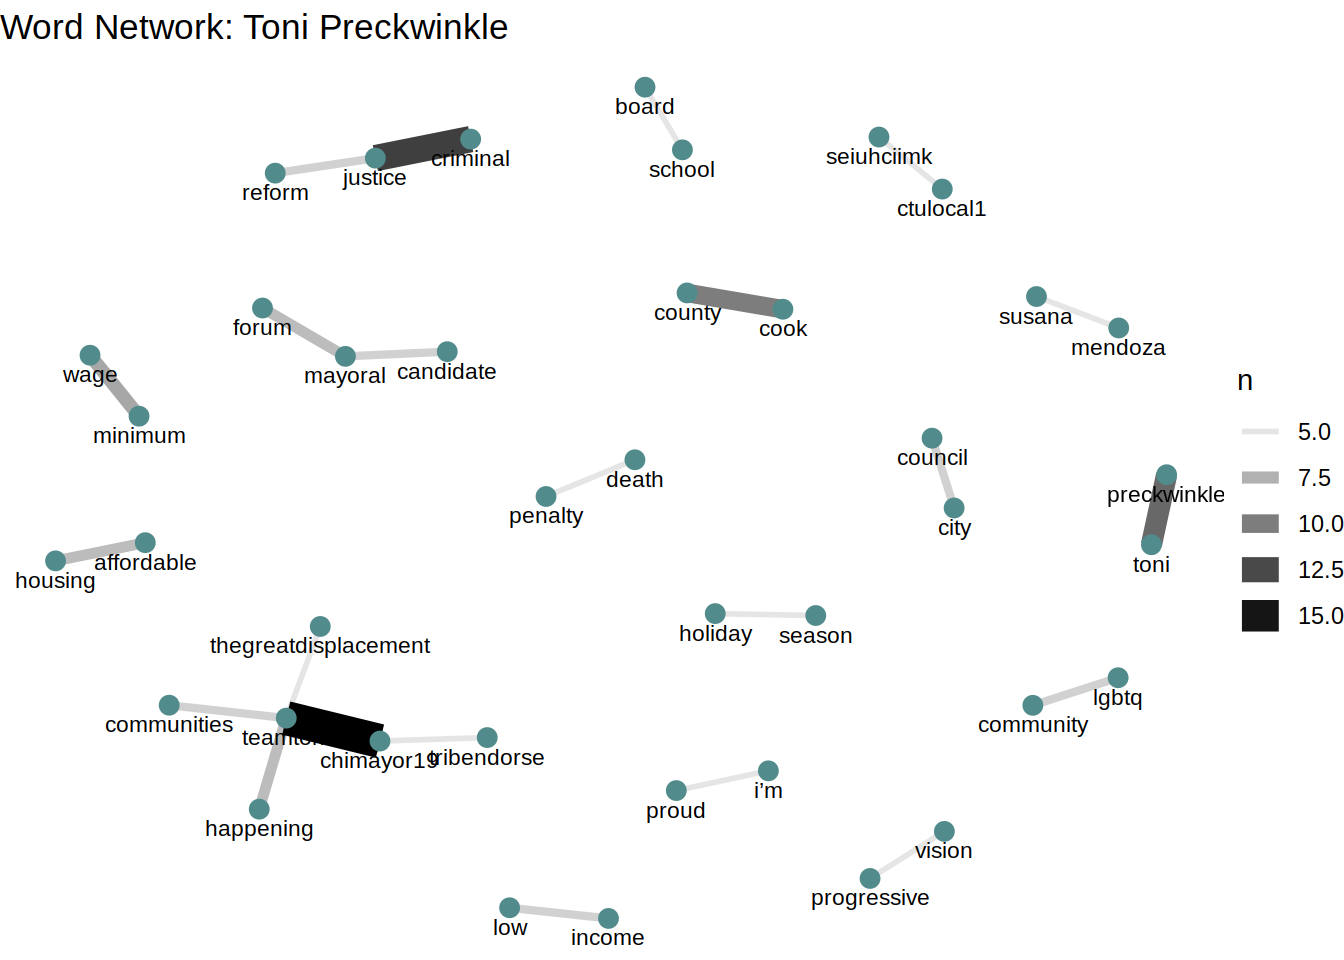 Word Network: Toni Preckwinkle
board
school
seiuhciimk
ctulocal1
criminal
justice
reform
county
cook
susana
mendoza
forum
mayoral
candidate
wage
minimum
n
5.0
7.5
10.0
12.5
15.0
council
city
preckwinkle
toni
death
penalty
affordable
housing
holiday
season
thegreatdisplacement
communities
chimayor19
tribendorse
happening
lgbtq
community
i’m
proud
vision
progressive
low
income